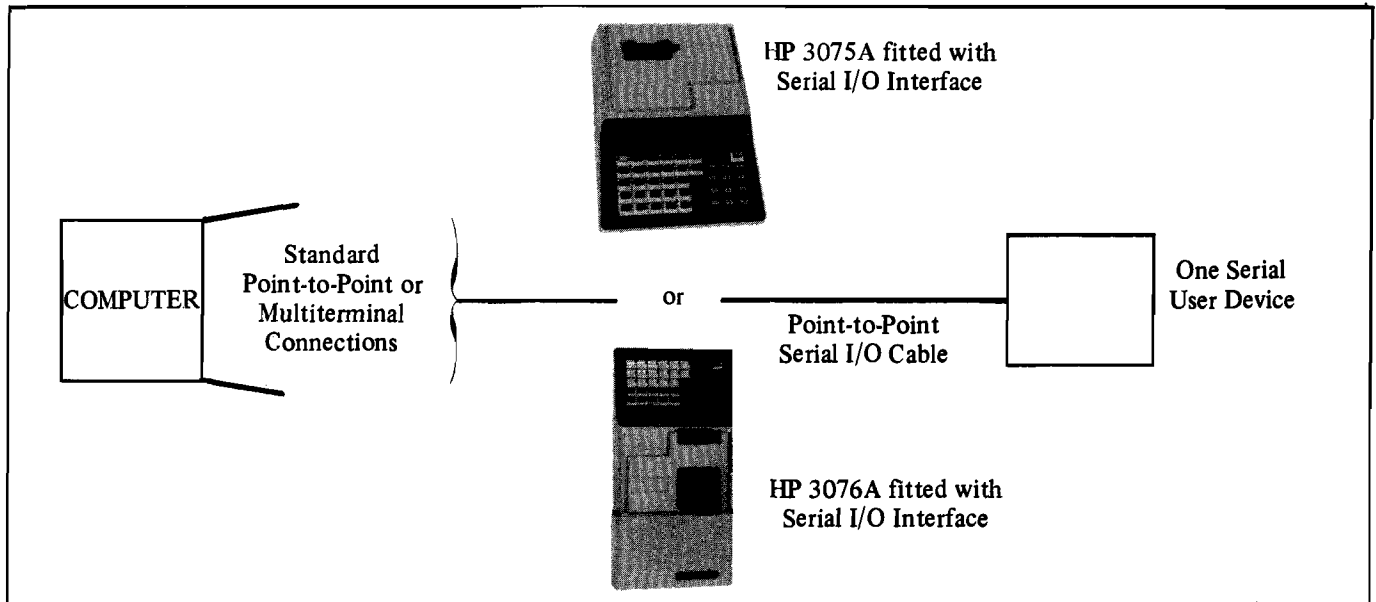 HP 3075A fitted with
Serial I/O Interface
COMPUTER
Standard
Point-to-Point or
Multiterminal
Connections
or
Point-to-Point
Serial I/O Cable
One Serial
User Device
HP 3076A fitted with
Serial I/O Interface